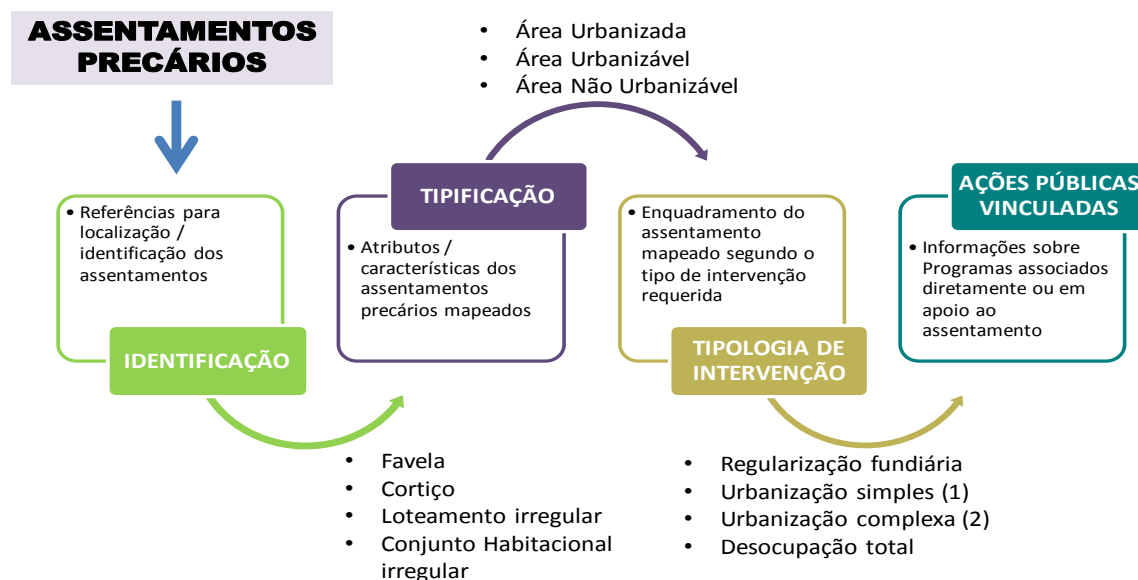 ASSENTAMENTOS
PRECÁRIOS
• Área Urbanizada
• Área Urbanizável
• Área Não Urbanizável
• Referências para
localização /
identificação dos
assentamentos
IDENTIFICAÇÃO
TIPIFICAÇÃO
• Atributos /
características dos
assentamentos
precários mapeados
• Enquadramento do
assentamento
mapeado segundo o
tipo de intervenção
requerida
TIPOLOGIA DE
INTERVENÇÃO
AÇÕES PÚBLICAS
VINCULADAS
• Informações sobre
Programas associados
diretamente ou em
apoio ao
assentamento
• Favela
• Cortiço
• Loteamento irregular
• Conjunto Habitacional
irregular
• Regularização fundiária
• Urbanização simples (1)
• Urbanização complexa (2)
• Desocupação total